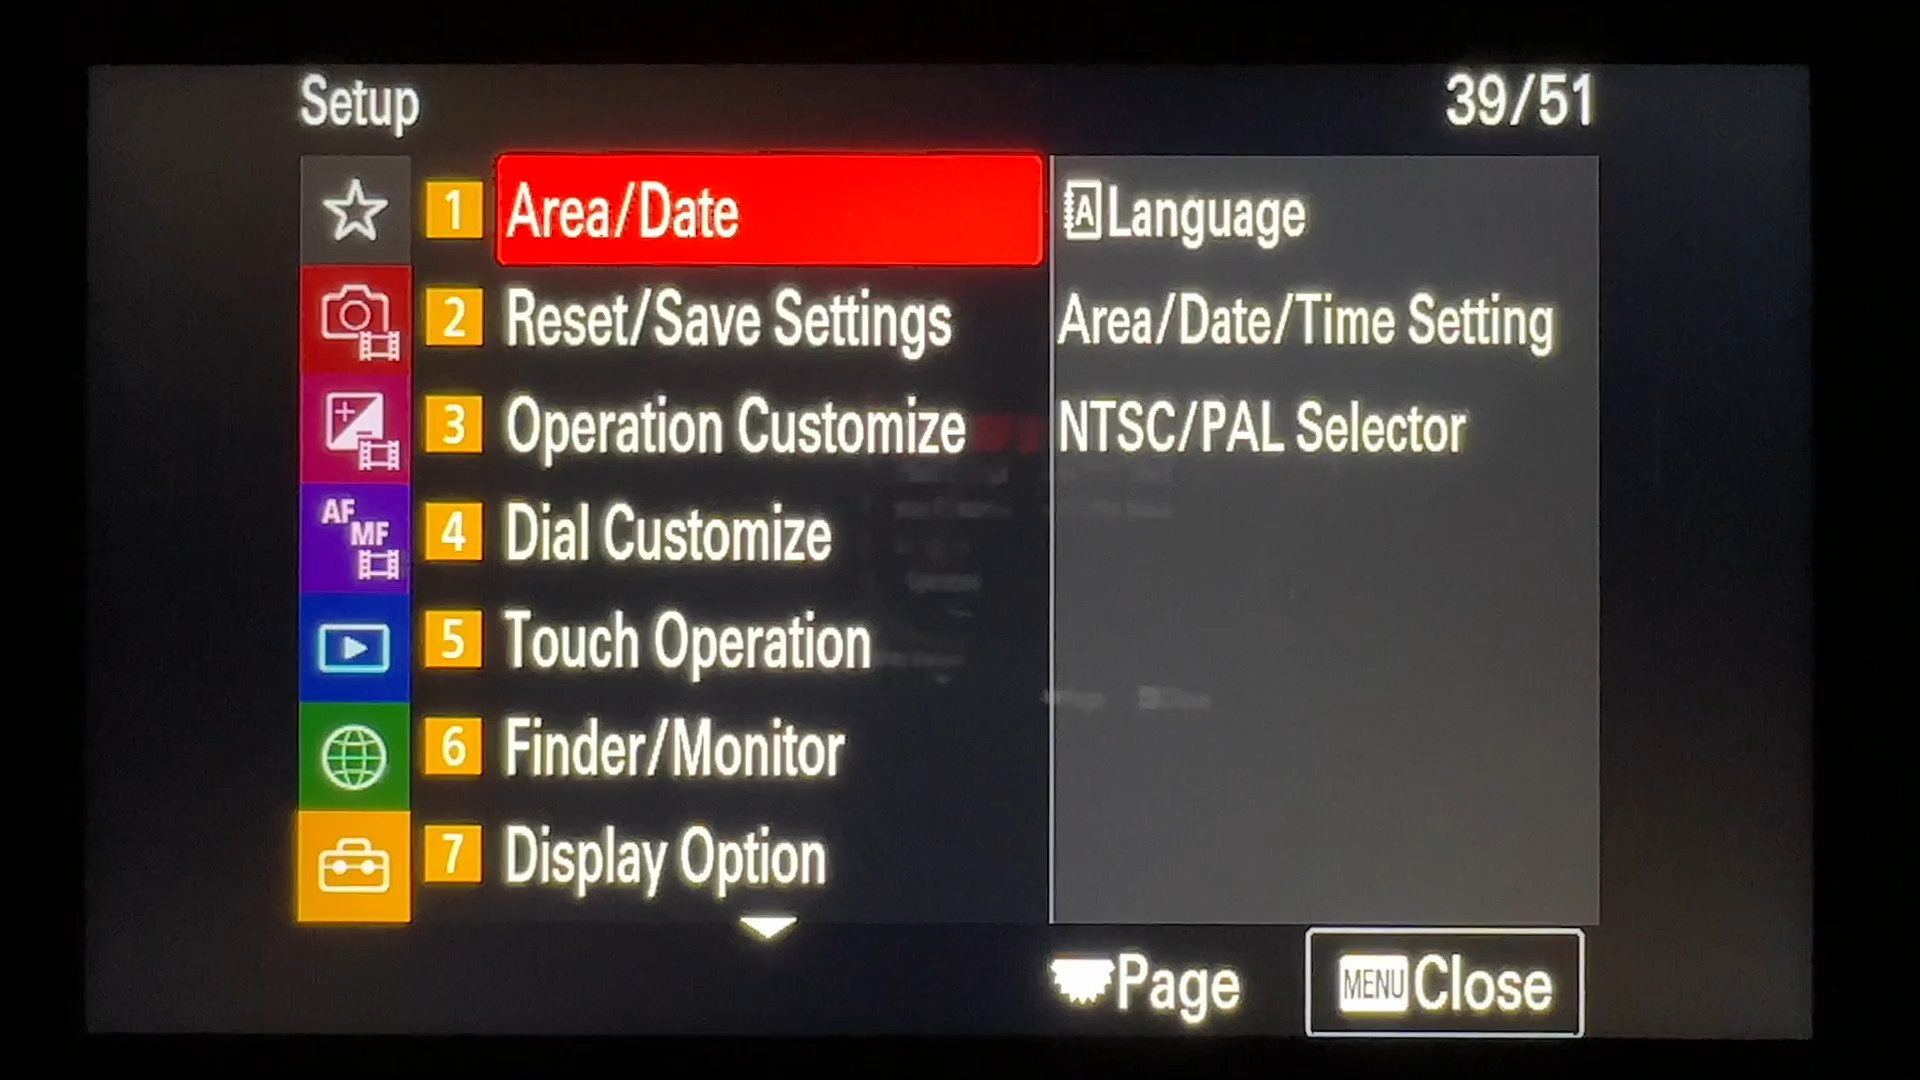 Setup
39/51
1 Area/Date
2 Reset/Save Settings
3 Operation Customize
4 Dial Customize
5 Touch Operation
6 Finder/Monitor
7 Display Option
A Language
Area/Date/Time Setting
NTSC/PAL Selector
AF
MF
Page
MENU Close